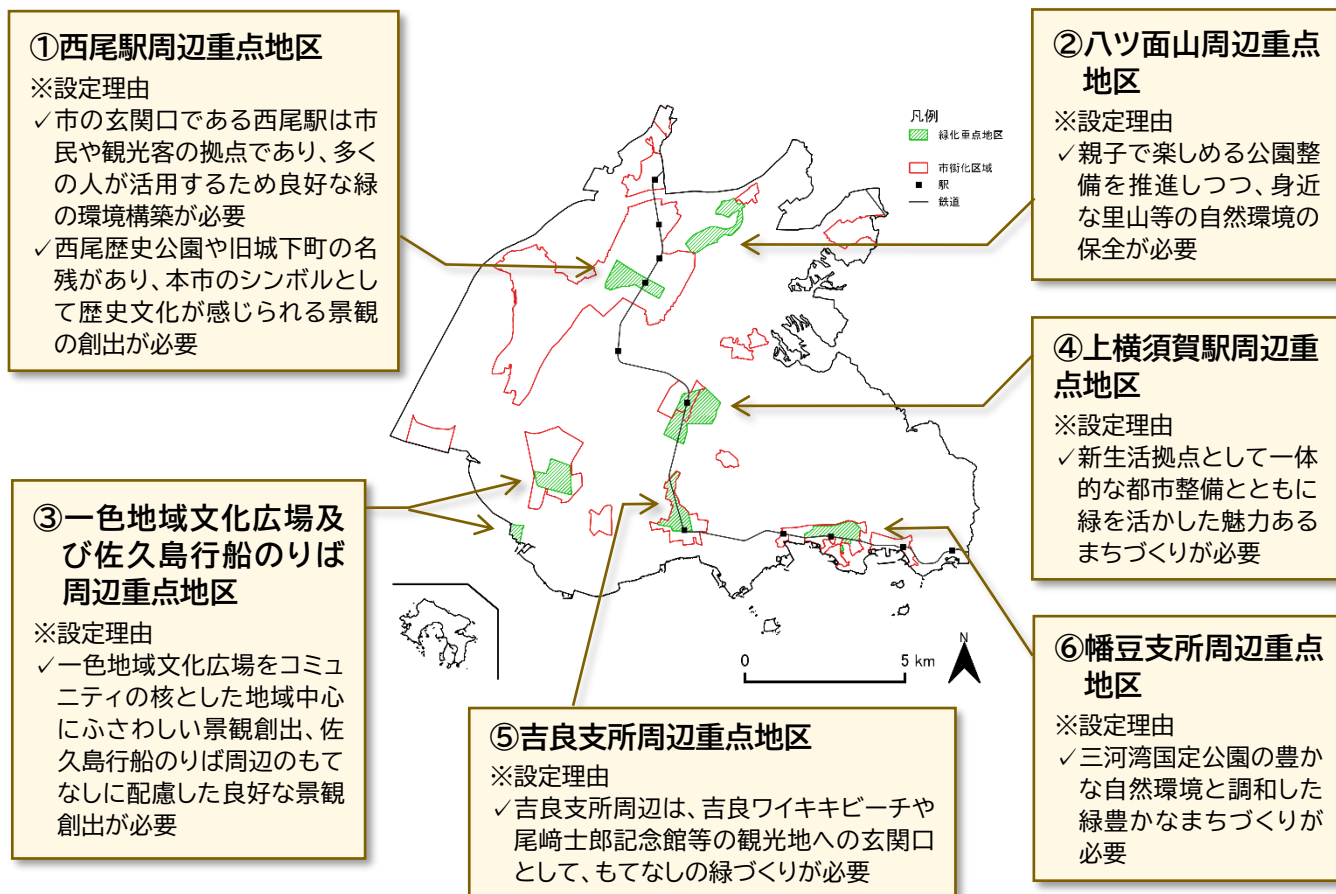 ①西尾駅周辺重点地区
※設定理由
✓市の玄関口である西尾駅は市
民や観光客の拠点であり、多く
の人が活用するため良好な緑
の環境構築が必要
✓西尾歴史公園や旧城下町の名
残があり、本市のシンボルとし
て歴史文化が感じられる景観
の創出が必要
凡例
緑化重点地区
市街化区域
駅
鉄道
②八ツ面山周辺重点
地区
※設定理由
✓親子で楽しめる公園整
備を推進しつつ、身近
な里山等の自然環境の
保全が必要
④上横須賀駅周辺重
点地区
※設定理由
✓新生活拠点として一体
的な都市整備とともに
緑を活かした魅力ある
まちづくりが必要
③一色地域文化広場及
び佐久島行船のりば
周辺重点地区
※設定理由
✓一色地域文化広場をコミュ
ニティの核とした地域中心
にふさわしい景観創出、佐
久島行船のりば周辺のもて
なしに配慮した良好な景観
創出が必要
N
0 5 km
⑤吉良支所周辺重点地区
※設定理由
✓吉良支所周辺は、吉良ワイキキビーチや
尾﨑士郎記念館等の観光地への玄関口
として、もてなしの緑づくりが必要
⑥幡豆支所周辺重点
地区
※設定理由
✓三河湾国定公園の豊か
な自然環境と調和した
緑豊かなまちづくりが
必要